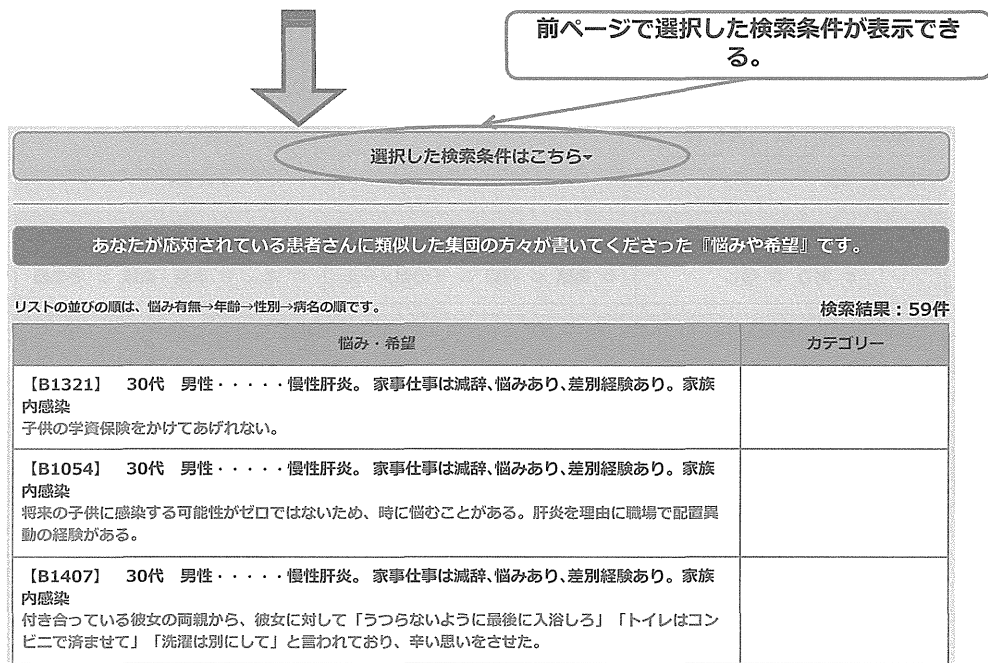 前ページで選択した検索条件が表示でき
る。
選択した検索条件はこちら▾
あなたが応対されている患者さんに類似した集団の方々が書いてくださった『悩みや希望』です。
リストの並びの順は、悩み有無→年齢→性別→病名の順です。
検索結果：59件
悩み・希望
カテゴリー
【B1321】　30代　男性・・・・・慢性肝炎。 家事仕事は減辞、悩みあり、差別経験あり。家族
内感染
子供の学資保険をかけてあげれない。
【B1054】　30代　男性・・・・・慢性肝炎。 家事仕事は減辞、悩みあり、差別経験あり。家族
内感染
将来の子供に感染する可能性がゼロではないため、時に悩むことがある。肝炎を理由に職場で配置異
動の経験がある。
【B1407】　30代　男性・・・・・慢性肝炎。 家事仕事は減辞、悩みあり、差別経験あり。家族
内感染
付き合っている彼女の両親から、彼女に対して「うつらないように最後に入浴しろ」「トイレはコン
ビニで済ませて」「洗濯は別にして」と言われており、辛い思いをさせた。